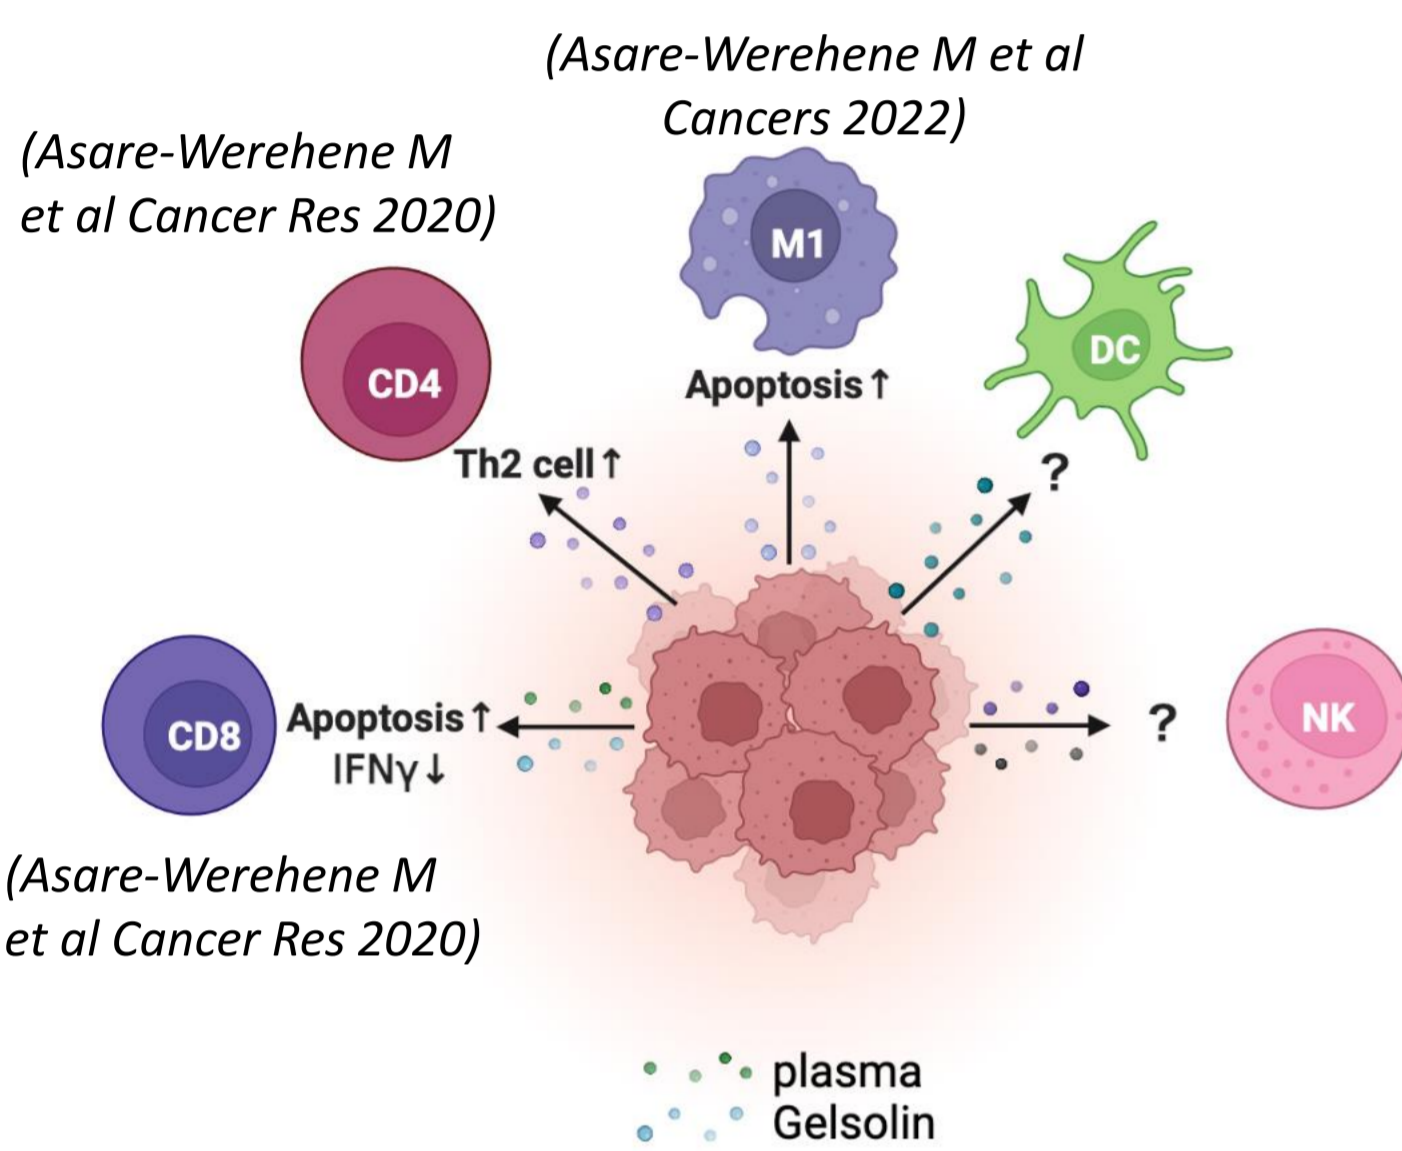 (Asare-Werehene M et al
Cancers 2022)
(Asare-Werehene M
et al Cancer Res 2020)
M1
DC
CD4
Apoptosis↑
Th2 cell↑
?
CD8
Apoptosis↑
IFNγ↓
?
NK
(Asare-Werehene M
et al Cancer Res 2020)
plasma
Gelsolin